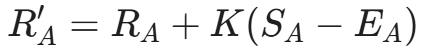 R′_A = R_A + K(S_A − E_A)